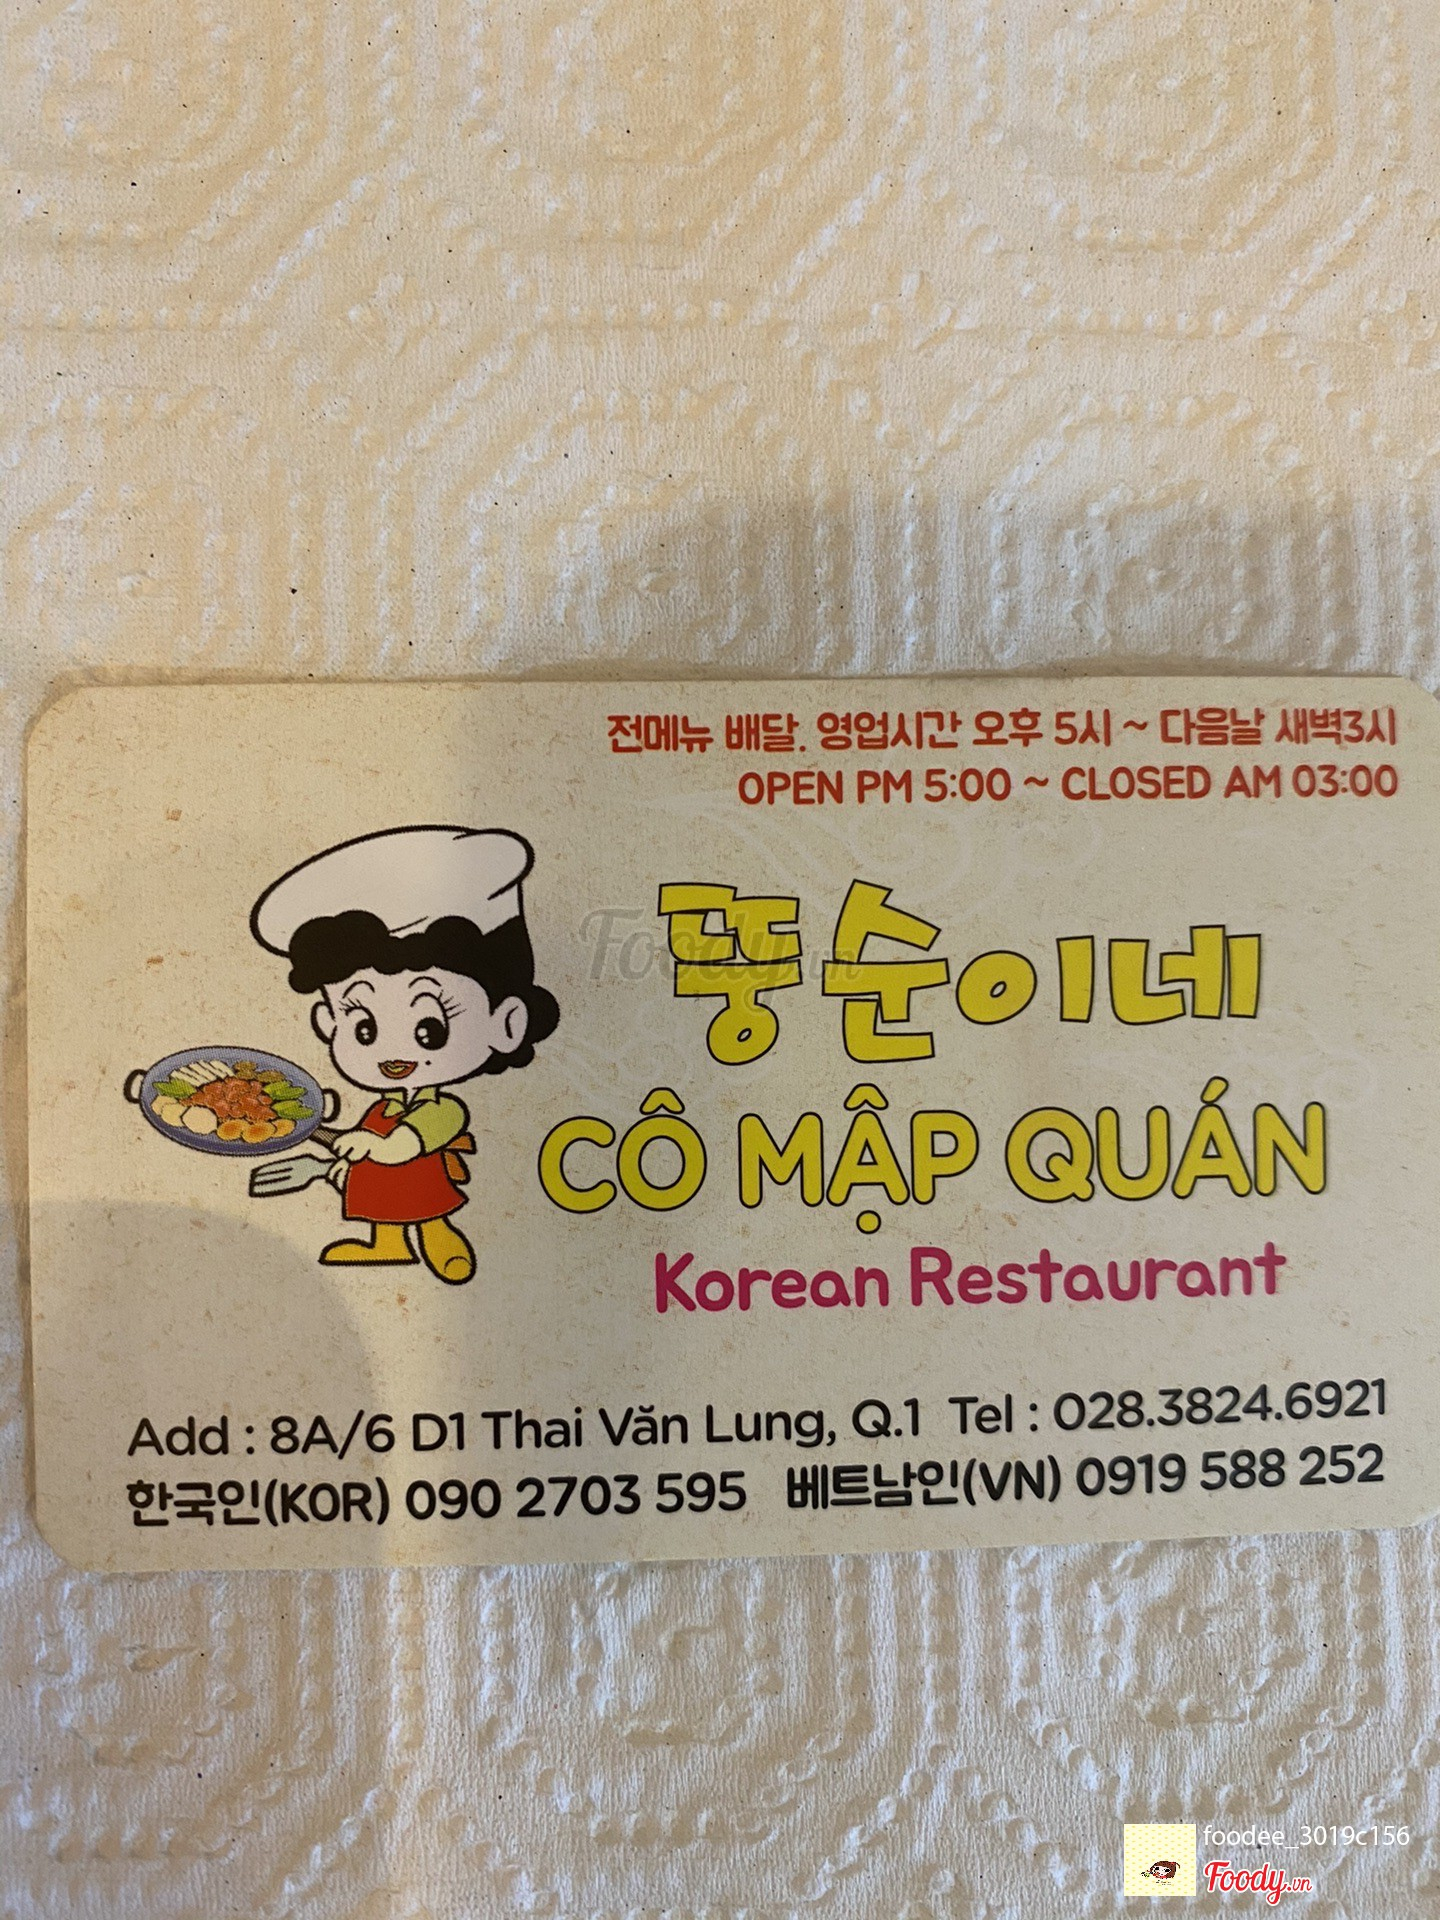 전메뉴 배달. 영업시간 오후 5시 ~ 다음날 새벽3시
OPEN PM 5:00 ~ CLOSED AM 03:00
뚱순이네
CÔ MẬP QUÁN
Korean Restaurant
Add : 8A/6 D1 Thai Văn Lung, Q.1 Tel : 028.3824.6921
한국인(KOR) 090 2703 595 베트남인(VN) 0919 588 252
Foody.vn
foodee_3019c156
Foody.vn